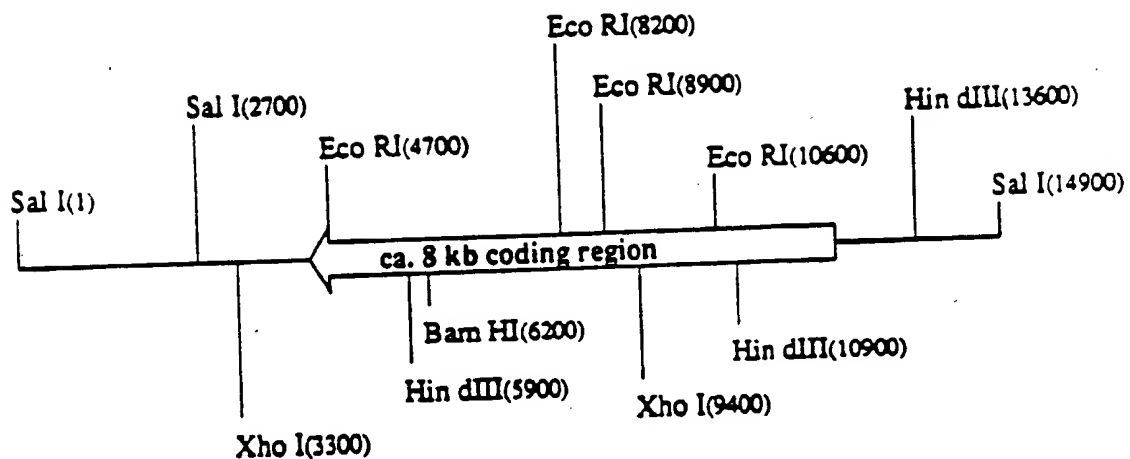 Eco RI(8200)
Eco RI(8900)
Hin dIII(13600)
Sal I(2700)
Eco RI(4700)
Eco RI(10600)
Sal I(1)
Sal I(14900)
ca. 8 kb coding region
Bam HI(6200)
Hin dIII(10900)
Hin dIII(5900)
Xho I(9400)
Xho I(3300)